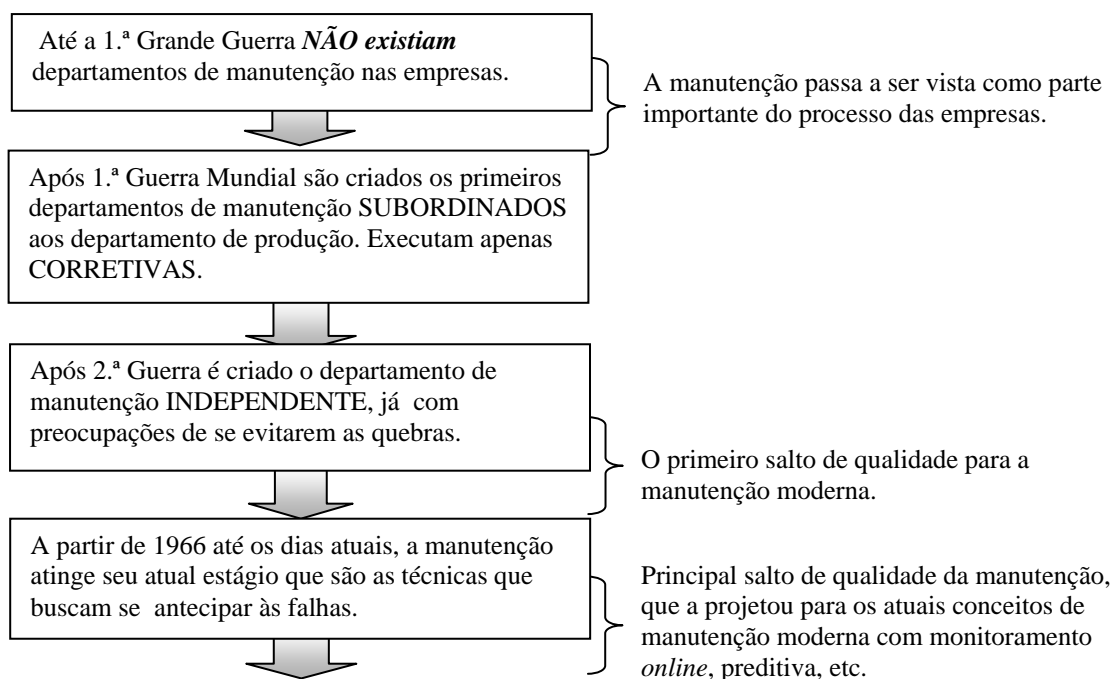 Até a 1.ª Grande Guerra NÃO existiam
departamentos de manutenção nas empresas.
A manutenção passa a ser vista como parte
importante do processo das empresas.
Após 1.ª Guerra Mundial são criados os primeiros
departamentos de manutenção SUBORDINADOS
aos departamento de produção. Executam apenas
CORRETIVAS.
Após 2.ª Guerra é criado o departamento de
manutenção INDEPENDENTE, já com
preocupações de se evitarem as quebras.
O primeiro salto de qualidade para a
manutenção moderna.
A partir de 1966 até os dias atuais, a manutenção
atinge seu atual estágio que são as técnicas que
buscam se antecipar às falhas.
Principal salto de qualidade da manutenção,
que a projetou para os atuais conceitos de
manutenção moderna com monitoramento
online, preditiva, etc.